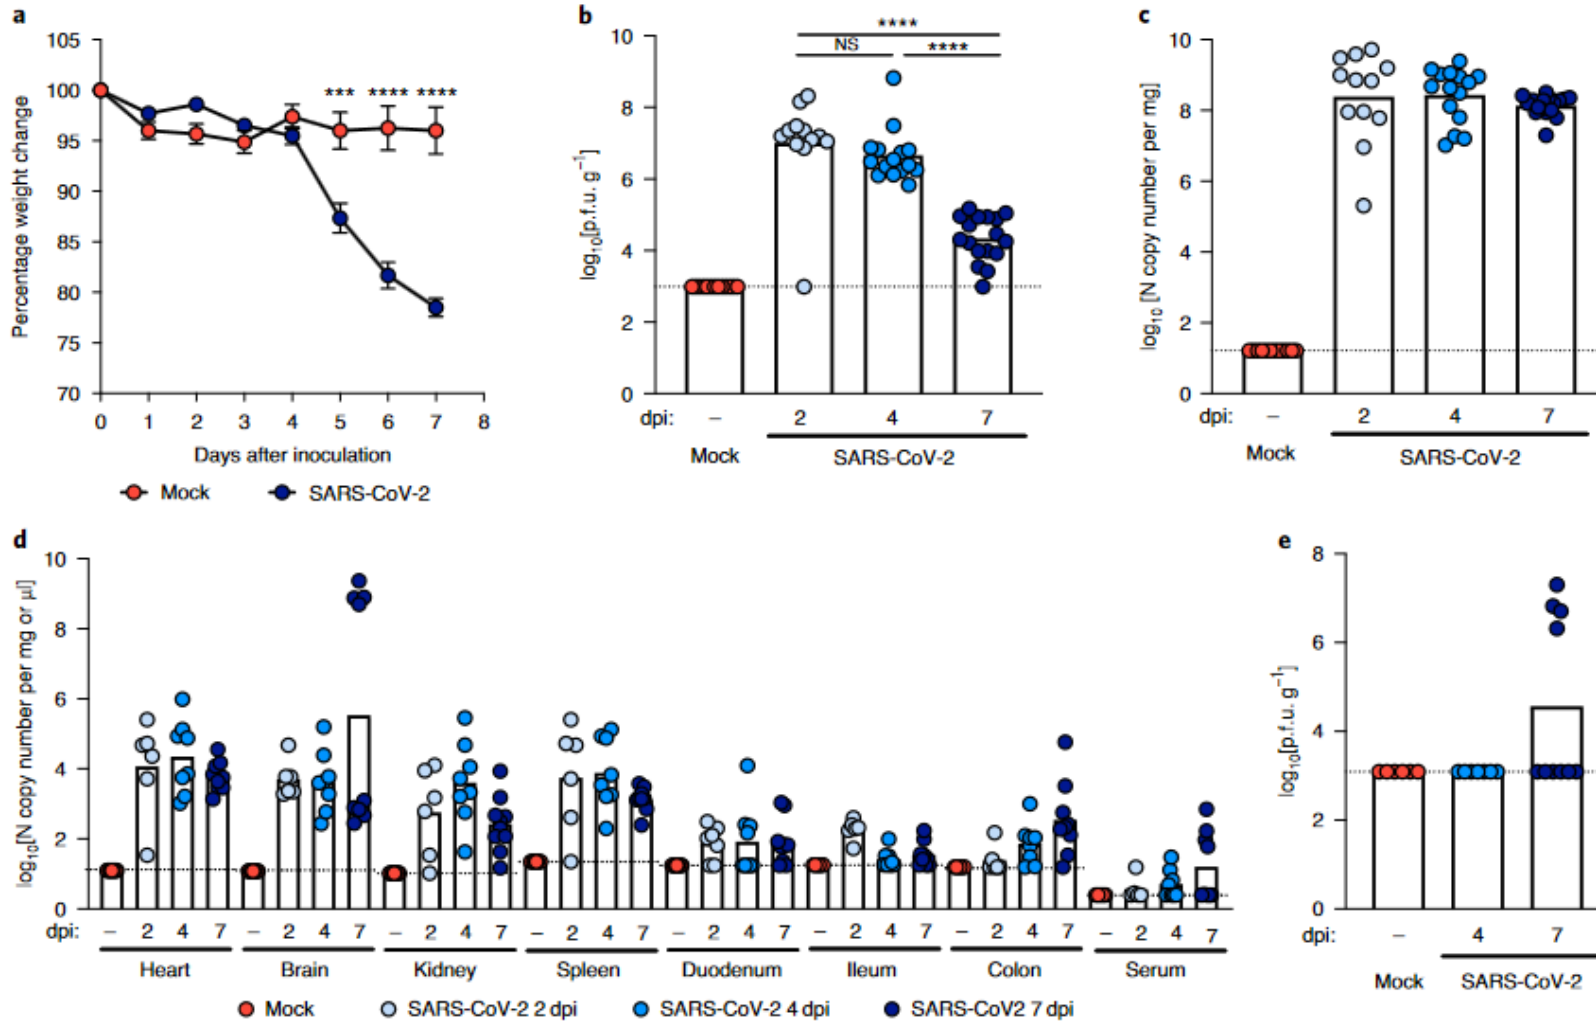 a
105
100
95
90
85
80
75
70
Percentage weight change
*** **** ****
0 1 2 3 4 5 6 7 8
Days after inoculation
Mock SARS-CoV-2
b
10
8
6
4
2
0
log10[p.f.u. g−1]
****
NS ****
dpi: – 2 4 7
Mock SARS-CoV-2
c
10
8
6
4
2
0
log10 [N copy number per mg]
dpi: – 2 4 7
Mock SARS-CoV-2
d
10
8
6
4
2
0
log10[N copy number per mg or µl]
dpi: – 2 4 7 – 2 4 7 – 2 4 7 – 2 4 7 – 2 4 7 – 2 4 7 – 2 4 7 – 2 4 7
Heart Brain Kidney Spleen Duodenum Ileum Colon Serum
Mock SARS-CoV-2 2 dpi SARS-CoV-2 4 dpi SARS-CoV2 7 dpi
e
8
6
4
2
0
log10[p.f.u. g−1]
dpi: – 4 7
Mock SARS-CoV-2